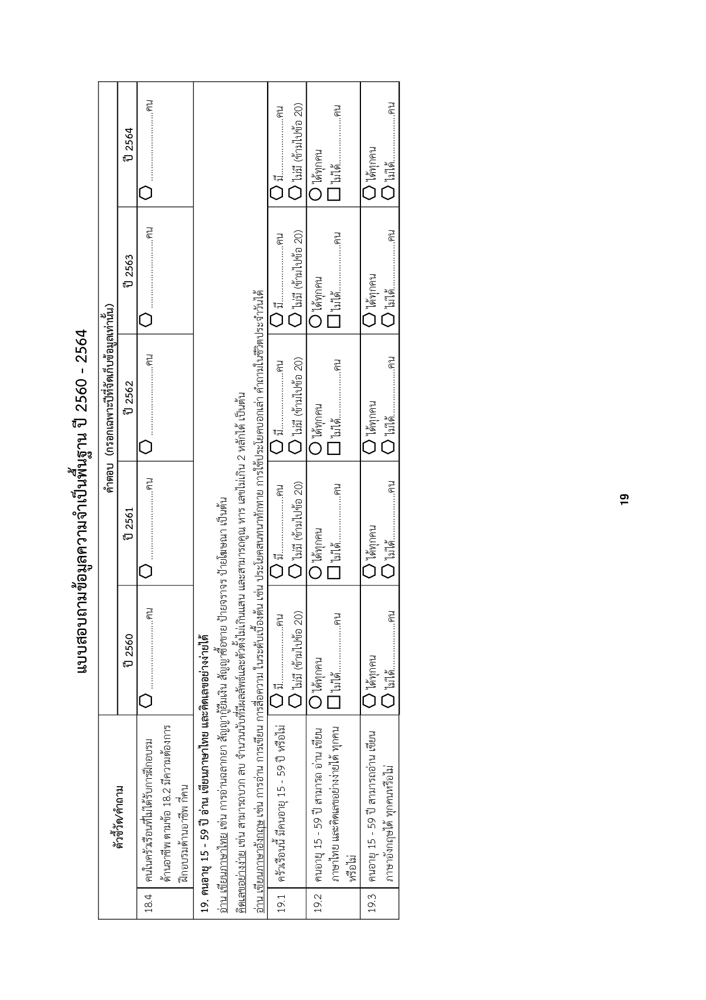 แบบสอบถามข้อมูลความจำเป็นพื้นฐาน ปี 2560 - 2564
ตัวชี้วัด/คำถาม
คำตอบ (กรอกเฉพาะปีที่จัดเก็บข้อมูลเท่านั้น)
ปี 2560 ปี 2561 ปี 2562 ปี 2563 ปี 2564
18.4 คนในครัวเรือนที่ไม่ได้รับการฝึกอบรม
ด้านอาชีพ ตามข้อ 18.2 มีความต้องการ
ฝึกอบรมด้านอาชีพ กี่คน
..............................คน ..............................คน ..............................คน ..............................คน ..............................คน
19. คนอายุ 15 - 59 ปี อ่าน เขียนภาษาไทย และคิดเลขอย่างง่ายได้
อ่าน เขียนภาษาไทย เช่น การอ่านฉลากยา สัญญากู้ยืมเงิน สัญญาซื้อขาย ป้ายจราจร ป้ายโฆษณา เป็นต้น
คิดเลขอย่างง่าย เช่น สามารถบวก ลบ จำนวนนับที่มีผลลัพธ์และตัวตั้งไม่เกินแสน และสามารถคูณ หาร เลขไม่เกิน 2 หลักได้ เป็นต้น
อ่าน เขียนภาษาอังกฤษ เช่น การอ่าน การเขียน การสื่อความ ในระดับเบื้องต้น เช่น ประโยคสนทนาทักทาย การใช้ประโยคบอกเล่า คำถามในชีวิตประจำวันได้
19.1 ครัวเรือนนี้ มีคนอายุ 15 - 59 ปี หรือไม่
มี.......................คน มี.......................คน มี.......................คน มี.......................คน มี.......................คน
ไม่มี (ข้ามไปข้อ 20) ไม่มี (ข้ามไปข้อ 20) ไม่มี (ข้ามไปข้อ 20) ไม่มี (ข้ามไปข้อ 20) ไม่มี (ข้ามไปข้อ 20)
19.2 คนอายุ 15 - 59 ปี สามารถ อ่าน เขียน
ภาษาไทย และคิดเลขอย่างง่ายได้ ทุกคน
หรือไม่
ได้ทุกคน ได้ทุกคน ได้ทุกคน ได้ทุกคน ได้ทุกคน
ไม่ได้..................คน ไม่ได้..................คน ไม่ได้..................คน ไม่ได้..................คน ไม่ได้..................คน
19.3 คนอายุ 15 - 59 ปี สามารถอ่าน เขียน
ภาษาอังกฤษได้ ทุกคนหรือไม่
ได้ทุกคน ได้ทุกคน ได้ทุกคน ได้ทุกคน ได้ทุกคน
ไม่ได้..................คน ไม่ได้..................คน ไม่ได้..................คน ไม่ได้..................คน ไม่ได้..................คน
19